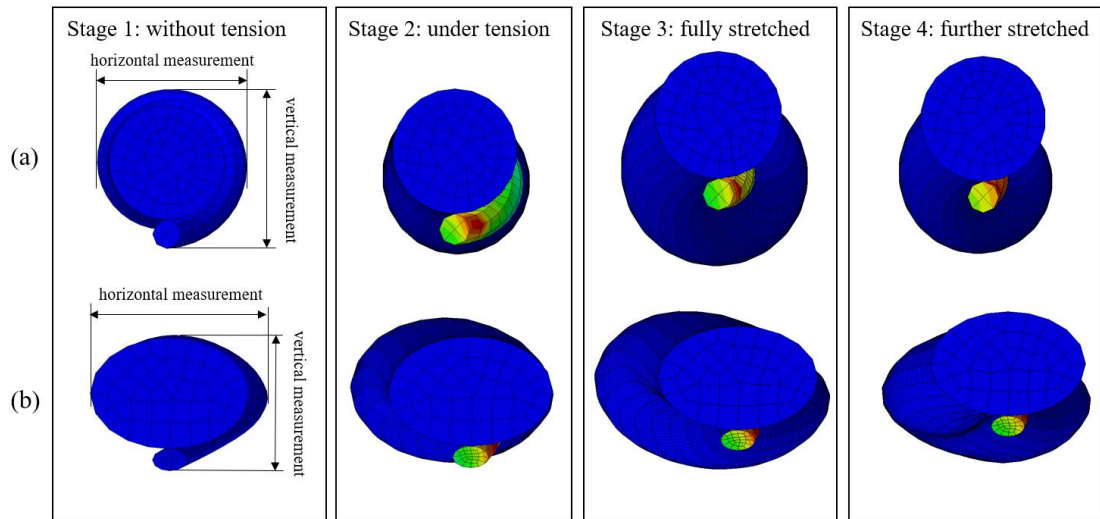 Stage 1: without tension
Stage 2: under tension
Stage 3: fully stretched
Stage 4: further stretched
(a)
horizontal measurement
vertical measurement
(b)
horizontal measurement
vertical measurement